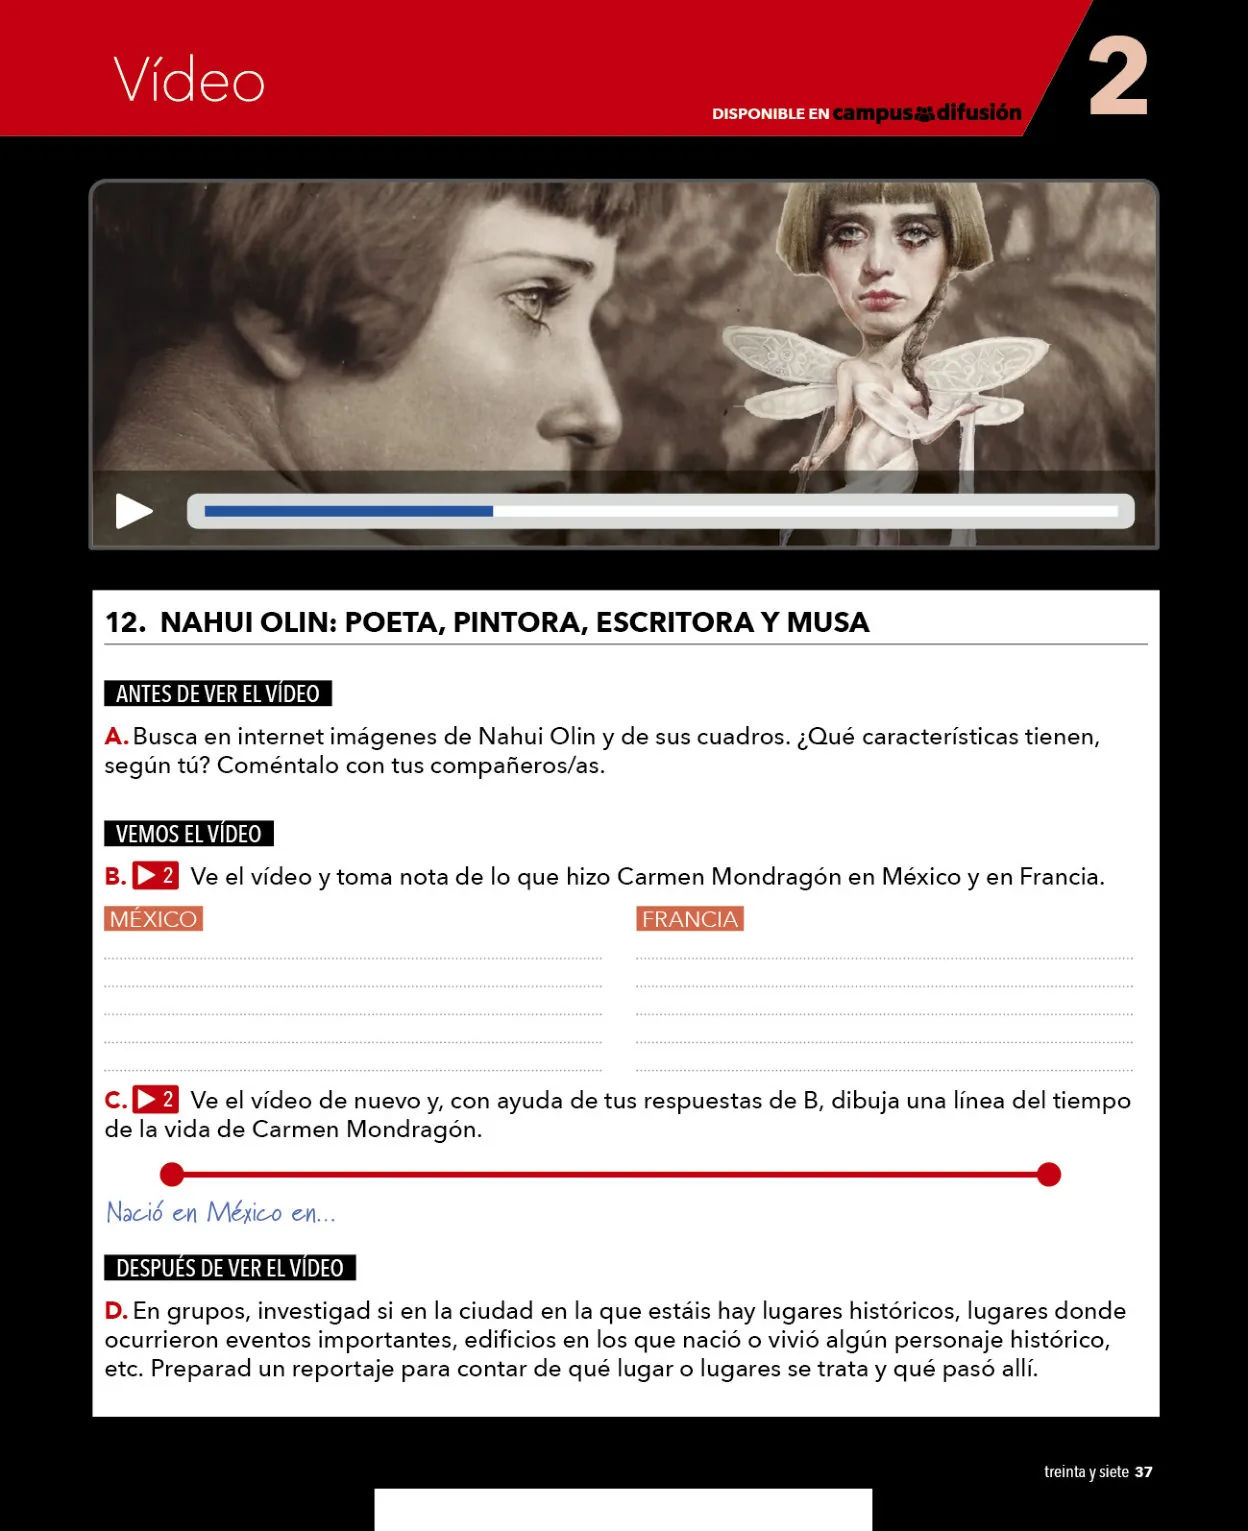 Vídeo
DISPONIBLE EN campus difusión
2
12. NAHUI OLIN: POETA, PINTORA, ESCRITORA Y MUSA
ANTES DE VER EL VÍDEO
A. Busca en internet imágenes de Nahui Olin y de sus cuadros. ¿Qué características tienen,
según tú? Coméntalo con tus compañeros/as.
VEMOS EL VÍDEO
B. 2 Ve el vídeo y toma nota de lo que hizo Carmen Mondragón en México y en Francia.
MÉXICO
FRANCIA
C. 2 Ve el vídeo de nuevo y, con ayuda de tus respuestas de B, dibuja una línea del tiempo
de la vida de Carmen Mondragón.
Nació en México en...
DESPUÉS DE VER EL VÍDEO
D. En grupos, investigad si en la ciudad en la que estáis hay lugares históricos, lugares donde
ocurrieron eventos importantes, edificios en los que nació o vivió algún personaje histórico,
etc. Preparad un reportaje para contar de qué lugar o lugares se trata y qué pasó allí.
treinta y siete 37